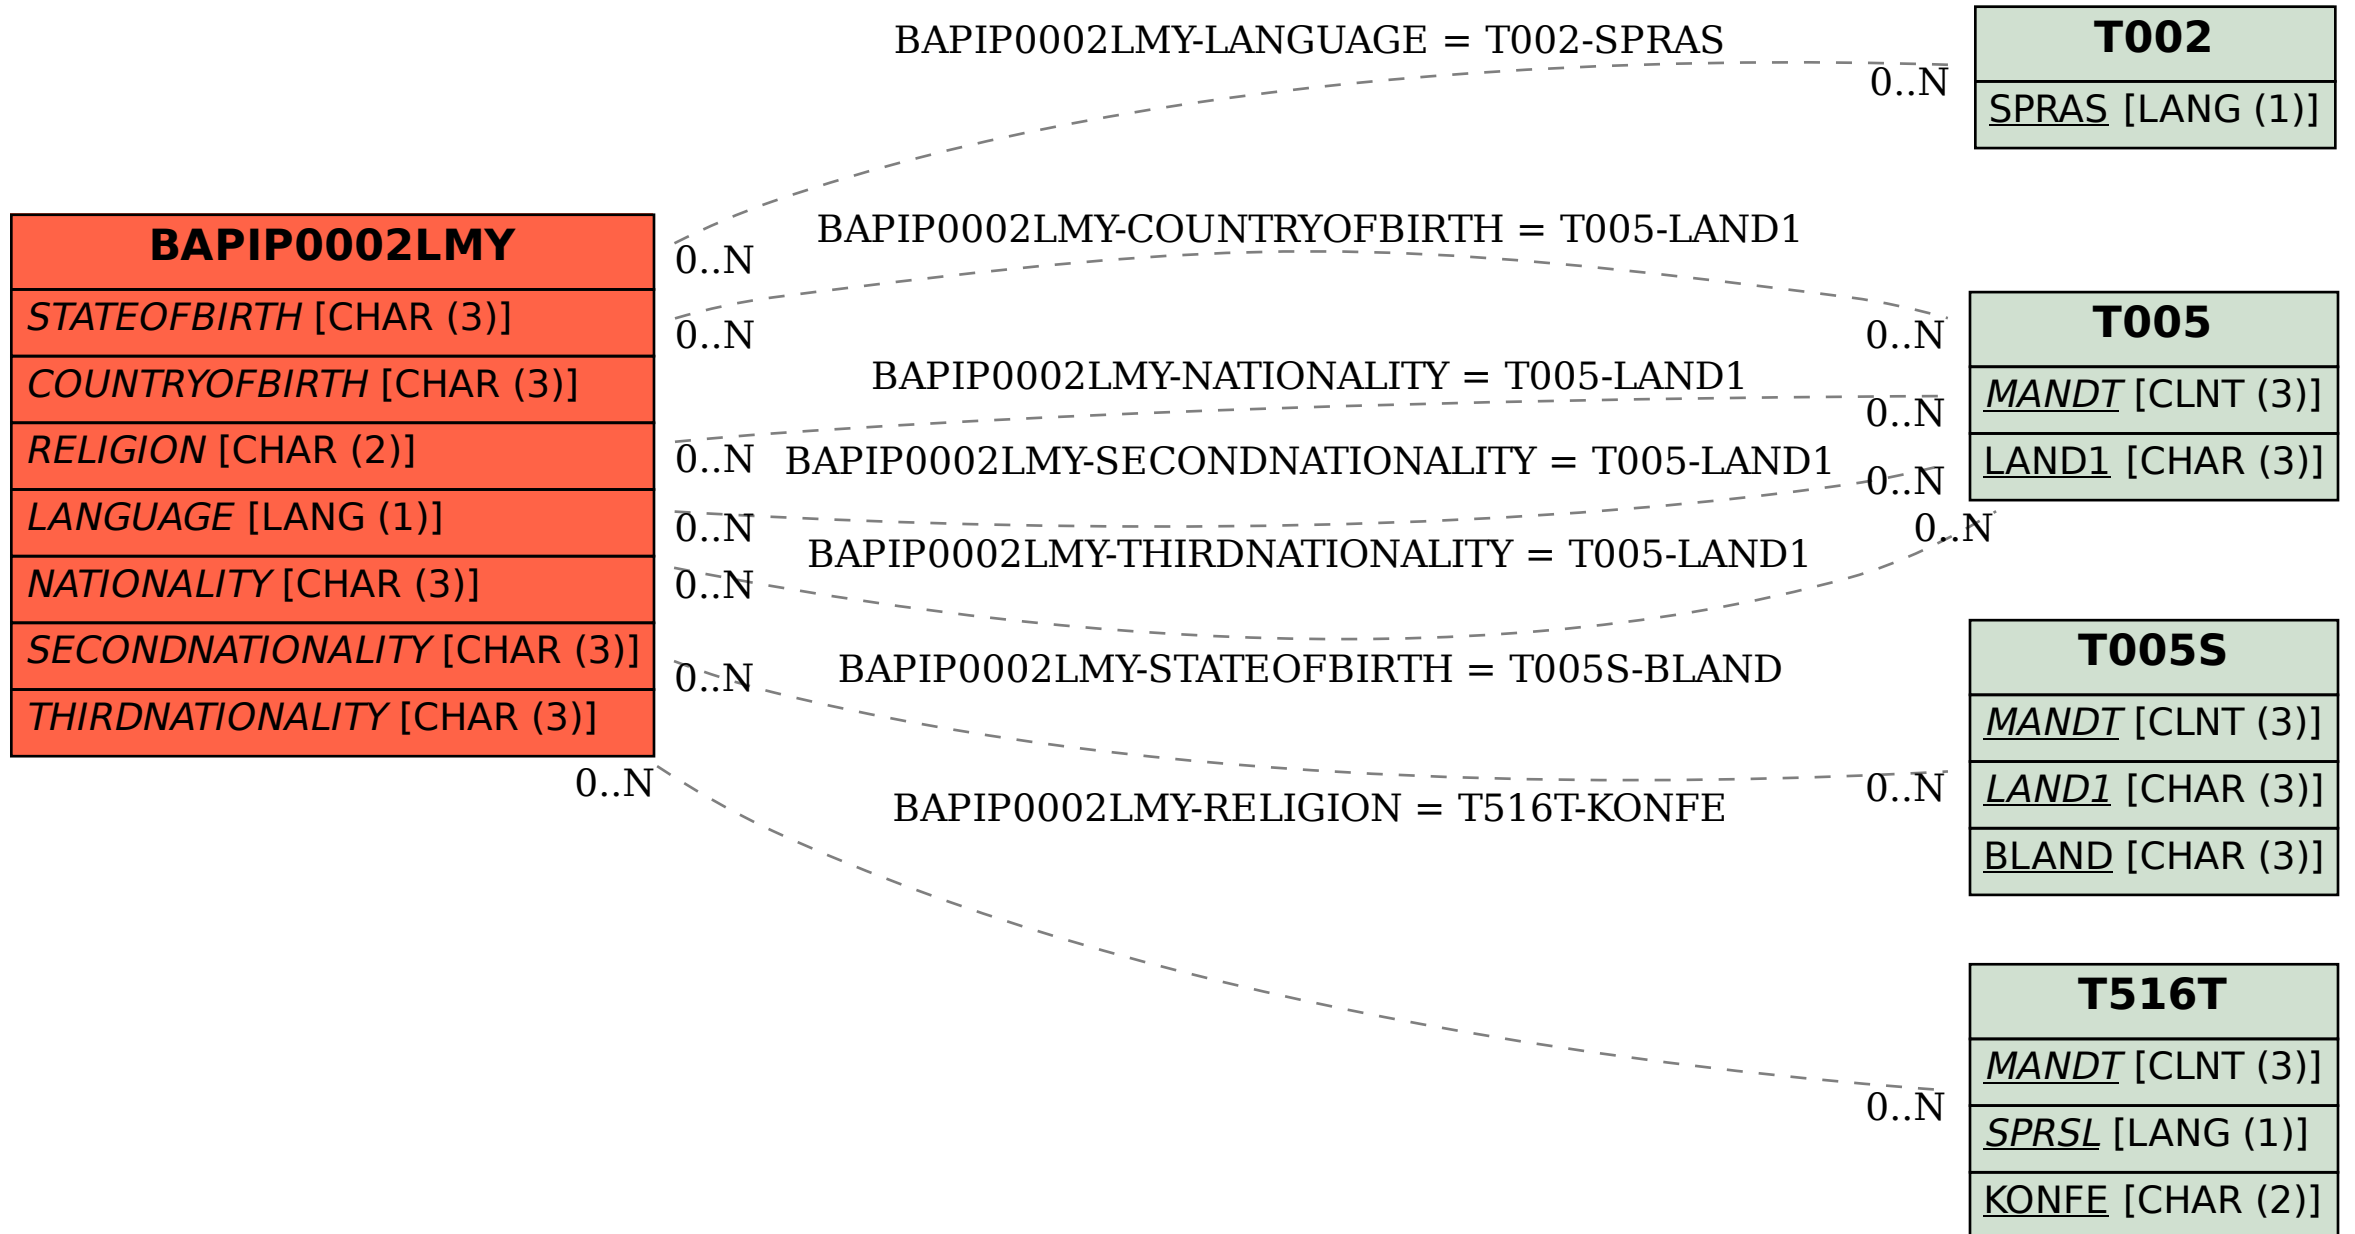 BAPIP0002LMY
STATEOFBIRTH [CHAR (3)]
COUNTRYOFBIRTH [CHAR (3)]
RELIGION [CHAR (2)]
LANGUAGE [LANG (1)]
NATIONALITY [CHAR (3)]
SECONDNATIONALITY [CHAR (3)]
THIRDNATIONALITY [CHAR (3)]
BAPIP0002LMY-LANGUAGE = T002-SPRAS
0..N
0..N
BAPIP0002LMY-COUNTRYOFBIRTH = T005-LAND1
0..N
0..N
BAPIP0002LMY-NATIONALITY = T005-LAND1
0..N
0..N
BAPIP0002LMY-SECONDNATIONALITY = T005-LAND1
0..N
0..N
BAPIP0002LMY-THIRDNATIONALITY = T005-LAND1
0..N
0..N
BAPIP0002LMY-STATEOFBIRTH = T005S-BLAND
0..N
0..N
BAPIP0002LMY-RELIGION = T516T-KONFE
0..N
0..N
T002
SPRAS [LANG (1)]
T005
MANDT [CLNT (3)]
LAND1 [CHAR (3)]
T005S
MANDT [CLNT (3)]
LAND1 [CHAR (3)]
BLAND [CHAR (3)]
T516T
MANDT [CLNT (3)]
SPRSL [LANG (1)]
KONFE [CHAR (2)]